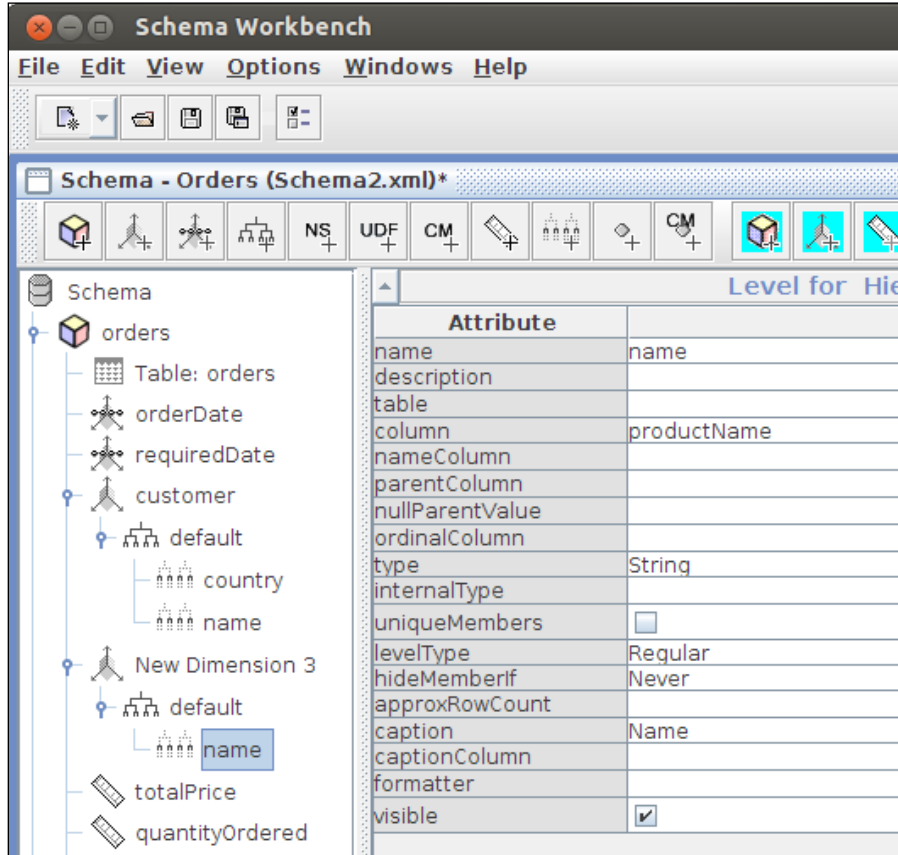 Schema Workbench
File Edit View Options Windows Help
Schema - Orders (Schema2.xml)*
NS UDF CM CM
Schema
orders
Table: orders
orderDate
requiredDate
customer
default
country
name
New Dimension 3
default
name
totalPrice
quantityOrdered
Level for Hie
Attribute
name name
description
table
column productName
nameColumn
parentColumn
nullParentValue
ordinalColumn
type String
internalType
uniqueMembers
levelType Regular
hideMemberIf Never
approxRowCount
caption Name
captionColumn
formatter
visible